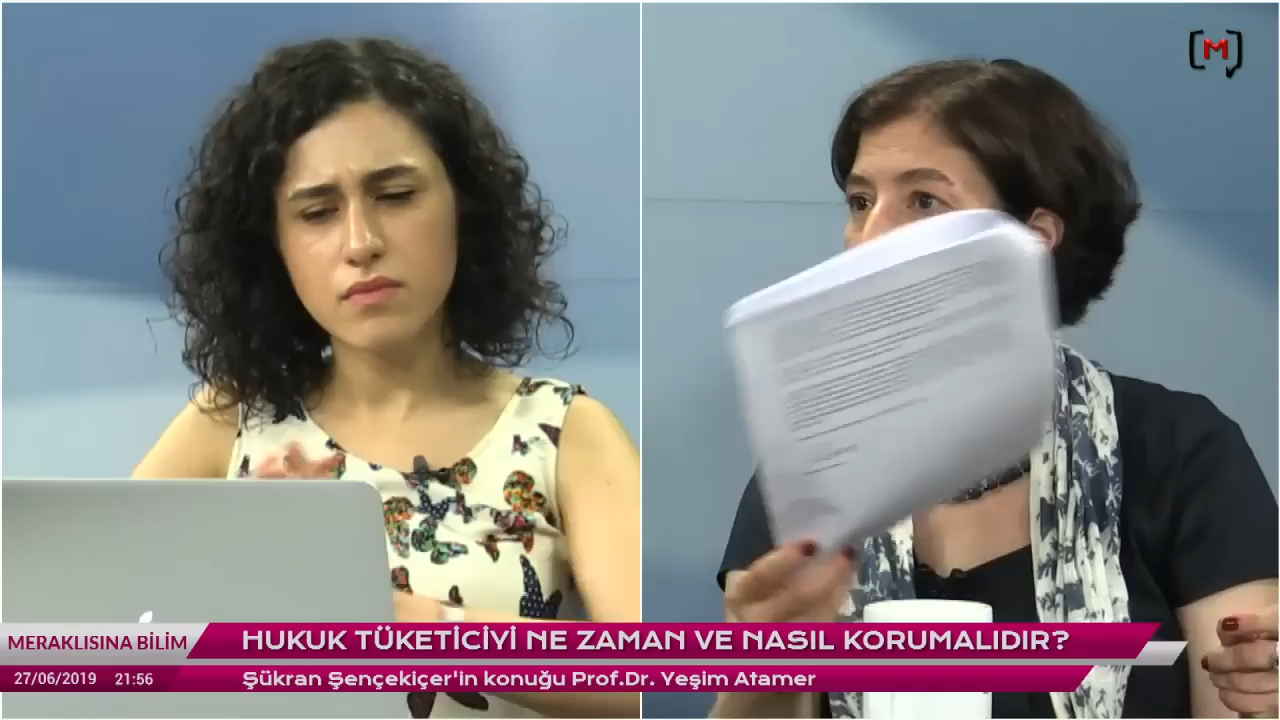 [M]
MERAKLISINA BİLİM
HUKUK TÜKETİCİYİ NE ZAMAN VE NASIL KORUMALIDIR?
27/06/2019 21:56
Şükran Şençekiçer'in konuğu Prof.Dr. Yeşim Atamer